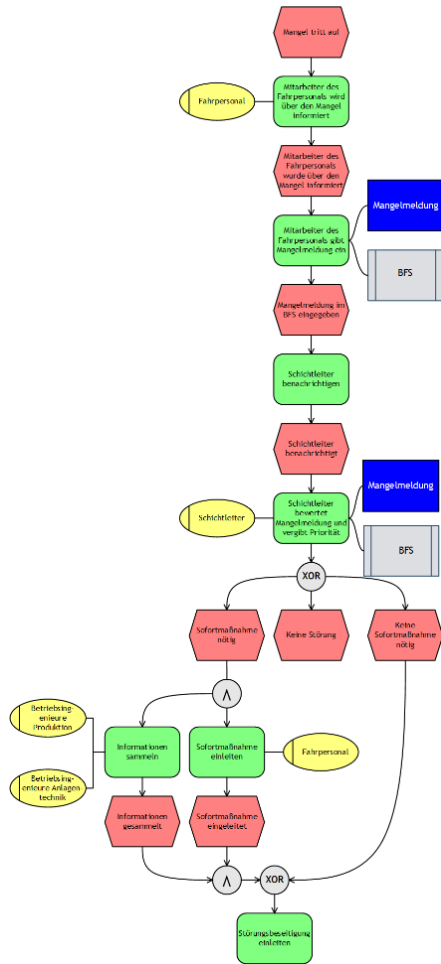 Mangel tritt auf
Mitarbeiter des
Fahrpersonals wird
über den Mangel
informiert
Fahrpersonal
Mitarbeiter des
Fahrpersonals
wurde über den
Mangel informiert
Mitarbeiter des
Fahrpersonals gibt
Mangelmeldung ein
Mangelmeldung
BFS
Mangelmeldung im
BFS eingegeben
Schichtleiter
benachrichtigen
Schichtleiter
benachrichtigt
Schichtleiter
bewertet
Mangelmeldung und
vergibt Priorität
Schichtleiter
Mangelmeldung
BFS
XOR
Sofortmaßnahme
nötig
Keine Störung
Keine
Sofortmaßnahme
nötig
Λ
Betriebsing-
enieure
Produktion
Betriebsing-
enieure Anlagen
technik
Informationen
sammeln
Sofortmaßnahme
einleiten
Fahrpersonal
Informationen
gesammelt
Sofortmaßnahme
eingeleitet
Λ
XOR
Störungsbeseitigung
einleiten